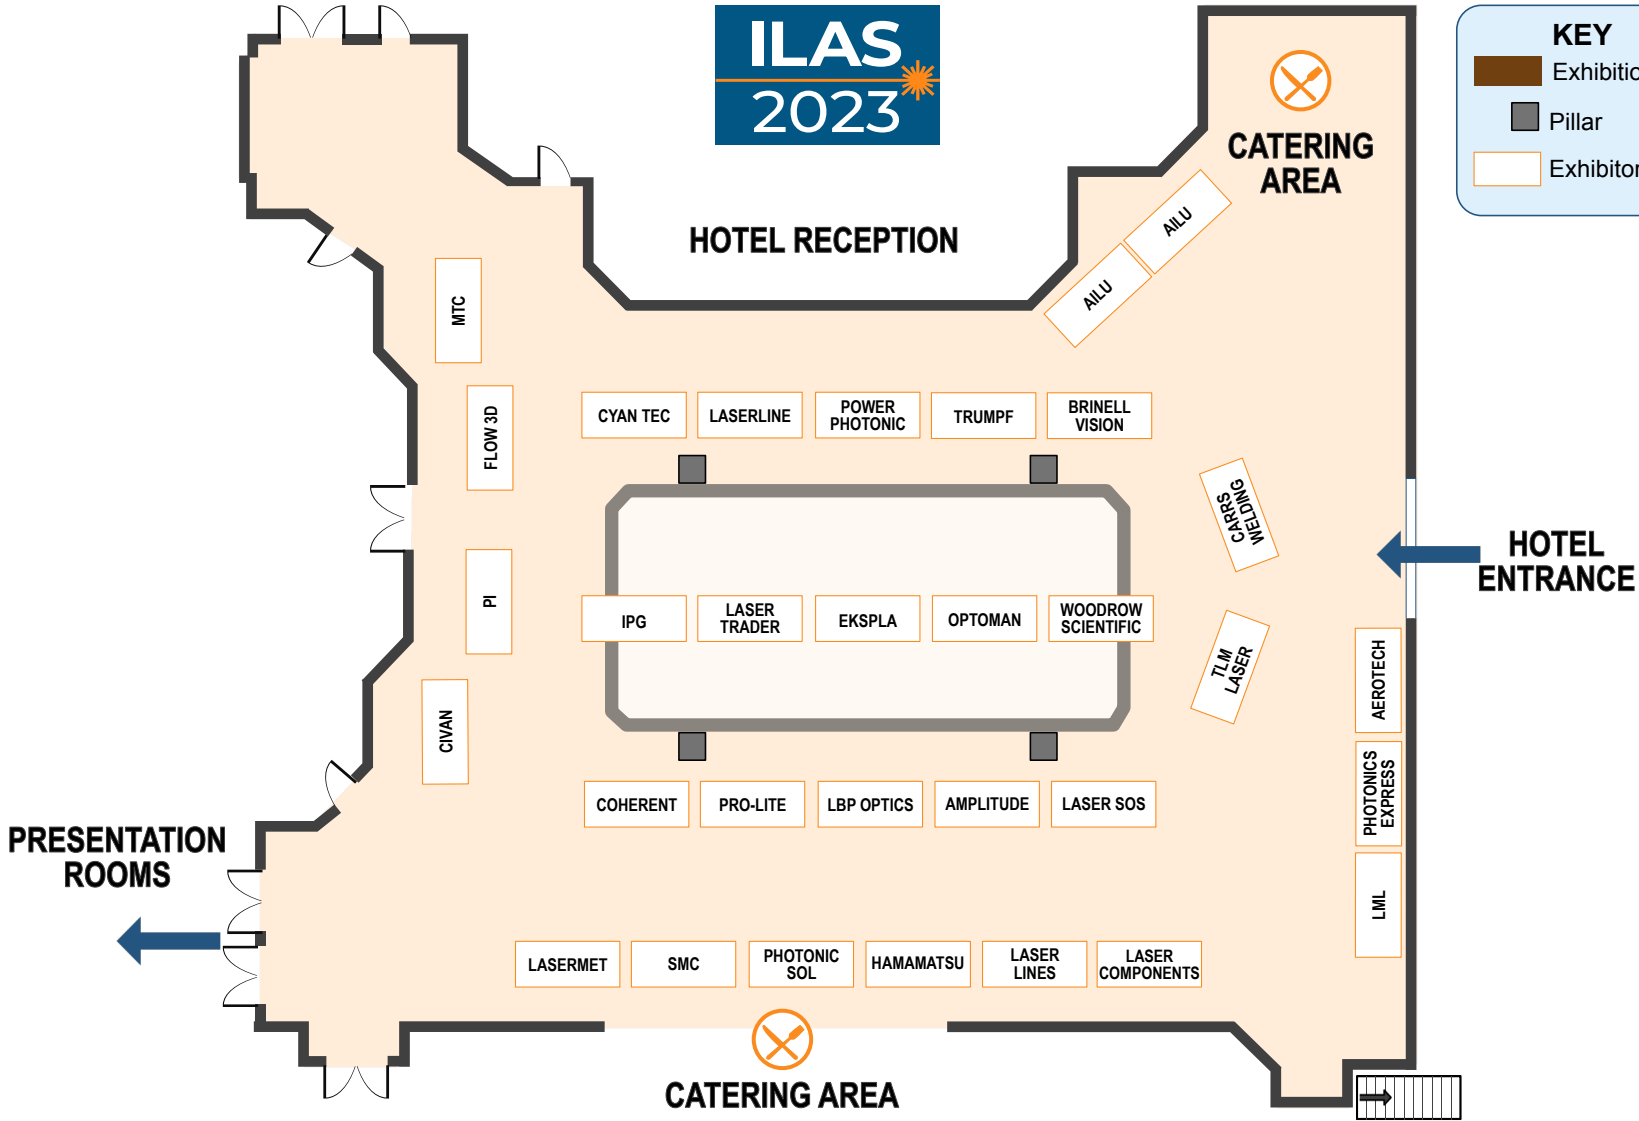 ILAS
2023
KEY
Exhibitio
Pillar
Exhibitor
CATERING
AREA
HOTEL RECEPTION
AILU
AILU
MTC
FLOW 3D
CYAN TEC
LASERLINE
POWER
PHOTONIC
TRUMPF
BRINELL
VISION
CARRS
WELDING
HOTEL
ENTRANCE
PI
IPG
LASER
TRADER
EKSPLA
OPTOMAN
WOODROW
SCIENTIFIC
TLM
LASER
AEROTECH
CIVAN
PHOTONICS
EXPRESS
COHERENT
PRO-LITE
LBP OPTICS
AMPLITUDE
LASER SOS
PRESENTATION
ROOMS
LML
LASERMET
SMC
PHOTONIC
SOL
HAMAMATSU
LASER
LINES
LASER
COMPONENTS
CATERING AREA